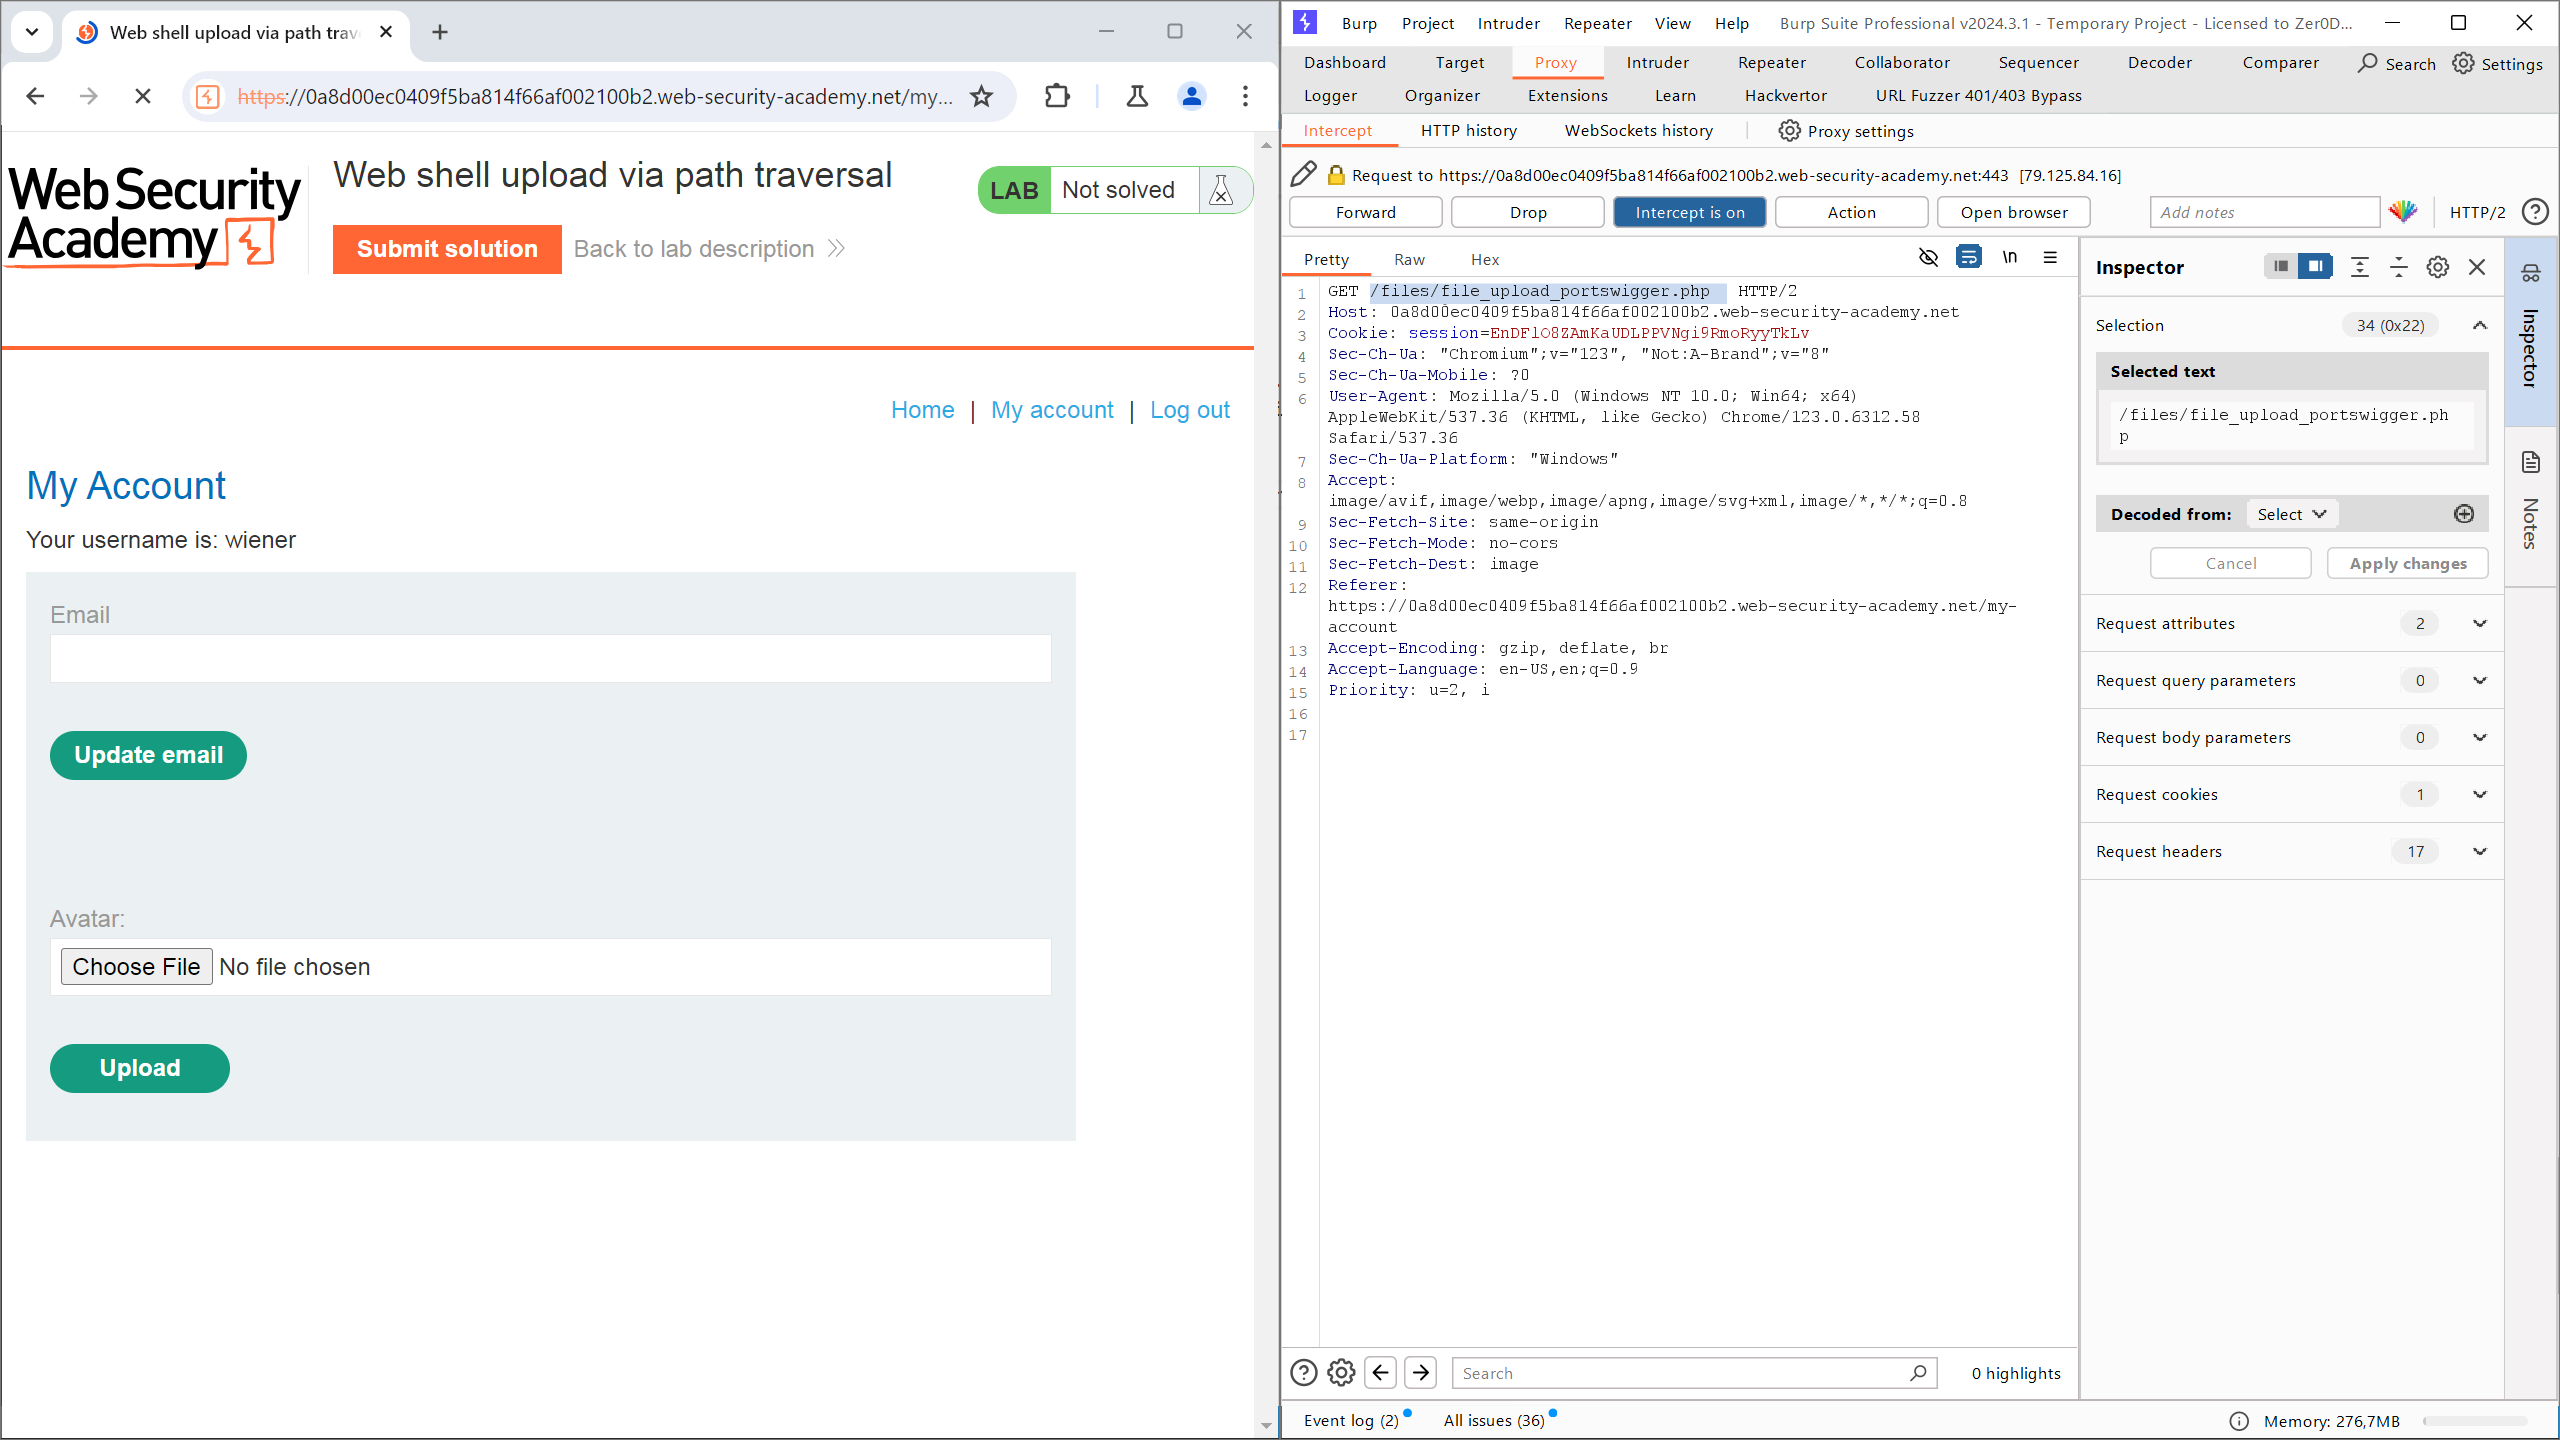 Web shell upload via path trav
https://0a8d00ec0409f5ba814f66af002100b2.web-security-academy.net/my...
Web Security
Academy
Web shell upload via path traversal
LAB Not solved
Submit solution Back to lab description
Home | My account | Log out
My Account
Your username is: wiener
Email
Update email
Avatar:
Choose File No file chosen
Upload
Burp Project Intruder Repeater View Help Burp Suite Professional v2024.3.1 - Temporary Project - Licensed to Zer0D...
Dashboard Target Proxy Intruder Repeater Collaborator Sequencer Decoder Comparer Search Settings
Logger Organizer Extensions Learn Hackvertor URL Fuzzer 401/403 Bypass
Intercept HTTP history WebSockets history Proxy settings
Request to https://0a8d00ec0409f5ba814f66af002100b2.web-security-academy.net:443 [79.125.84.16]
Forward Drop Intercept is on Action Open browser Add notes HTTP/2
Pretty Raw Hex \n
1 GET /files/file_upload_portswigger.php HTTP/2
2 Host: 0a8d00ec0409f5ba814f66af002100b2.web-security-academy.net
3 Cookie: session=EnDFlO8ZAmKaUDLPPVNgi9RmoRyyTkLv
4 Sec-Ch-Ua: "Chromium";v="123", "Not:A-Brand";v="8"
5 Sec-Ch-Ua-Mobile: ?0
6 User-Agent: Mozilla/5.0 (Windows NT 10.0; Win64; x64)
AppleWebKit/537.36 (KHTML, like Gecko) Chrome/123.0.6312.58
Safari/537.36
7 Sec-Ch-Ua-Platform: "Windows"
8 Accept:
image/avif,image/webp,image/apng,image/svg+xml,image/*,*/*;q=0.8
9 Sec-Fetch-Site: same-origin
10 Sec-Fetch-Mode: no-cors
11 Sec-Fetch-Dest: image
12 Referer:
https://0a8d00ec0409f5ba814f66af002100b2.web-security-academy.net/my-
account
13 Accept-Encoding: gzip, deflate, br
14 Accept-Language: en-US,en;q=0.9
15 Priority: u=2, i
16
17
Search 0 highlights
Inspector
Selection 34 (0x22)
Selected text
/files/file_upload_portswigger.ph
p
Decoded from: Select
Cancel Apply changes
Request attributes 2
Request query parameters 0
Request body parameters 0
Request cookies 1
Request headers 17
Inspector
Notes
Event log (2) All issues (36) Memory: 276,7MB